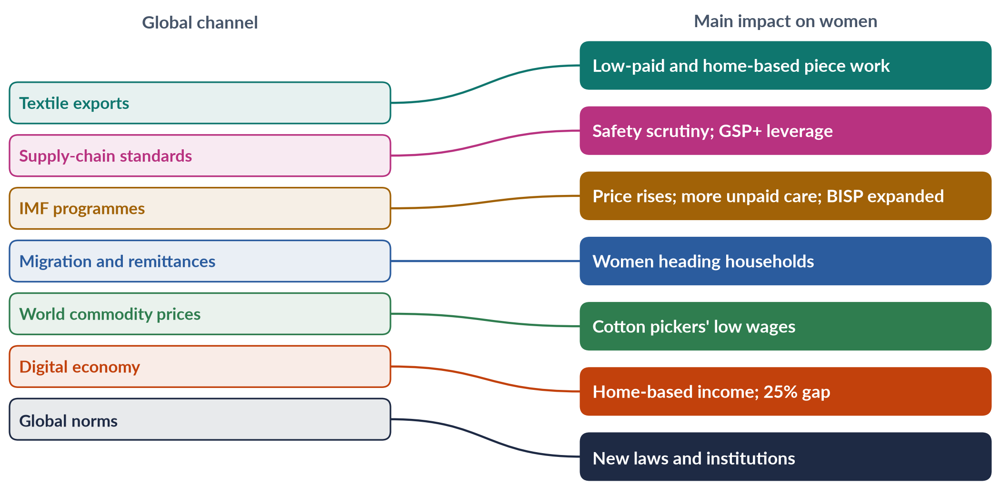 Global channel
Main impact on women
Textile exports
Low-paid and home-based piece work
Supply-chain standards
Safety scrutiny; GSP+ leverage
IMF programmes
Price rises; more unpaid care; BISP expanded
Migration and remittances
Women heading households
World commodity prices
Cotton pickers' low wages
Digital economy
Home-based income; 25% gap
Global norms
New laws and institutions